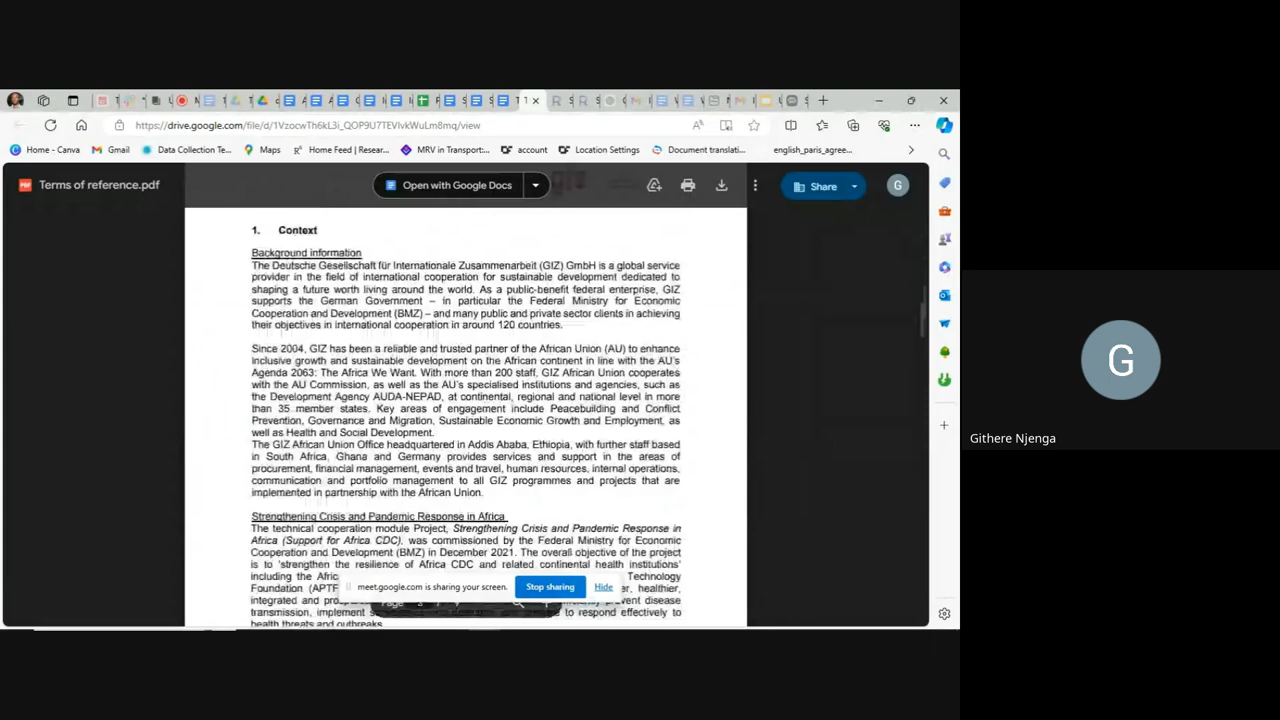 https://drive.google.com/file/d/1VzocwTh6kL3i_QOP9U7TEVIvkWuLm8mq/view
Home - Canva Gmail Data Collection Te... Maps Home Feed | Resear... MRV in Transport:... account Location Settings Document translati... english_paris_agree...
Terms of reference.pdf Open with Google Docs Share G
1. Context
Background information
The Deutsche Gesellschaft für Internationale Zusammenarbeit (GIZ) GmbH is a global service
provider in the field of international cooperation for sustainable development dedicated to
shaping a future worth living around the world. As a public-benefit federal enterprise, GIZ
supports the German Government – in particular the Federal Ministry for Economic
Cooperation and Development (BMZ) – and many public and private sector clients in achieving
their objectives in international cooperation in around 120 countries.
Since 2004, GIZ has been a reliable and trusted partner of the African Union (AU) to enhance
inclusive growth and sustainable development on the African continent in line with the AU's
Agenda 2063: The Africa We Want. With more than 200 staff, GIZ African Union cooperates
with the AU Commission, as well as the AU's specialised institutions and agencies, such as
the Development Agency AUDA-NEPAD, at continental, regional and national level in more
than 35 member states. Key areas of engagement include Peacebuilding and Conflict
Prevention, Governance and Migration, Sustainable Economic Growth and Employment, as
well as Health and Social Development.
The GIZ African Union Office headquartered in Addis Ababa, Ethiopia, with further staff based
in South Africa, Ghana and Germany provides services and support in the areas of
procurement, financial management, events and travel, human resources, internal operations,
communication and portfolio management to all GIZ programmes and projects that are
implemented in partnership with the African Union.
Strengthening Crisis and Pandemic Response in Africa
The technical cooperation module Project, Strengthening Crisis and Pandemic Response in
Africa (Support for Africa CDC), was commissioned by the Federal Ministry for Economic
Cooperation and Development (BMZ) in December 2021. The overall objective of the project
is to 'strengthen the resilience of Africa CDC and related continental health institutions'
including the Afric Technology
Foundation (APTF healthier,
integrated and disease
transmission, implement to respond effectively to
health threats and outbreaks.
meet.google.com is sharing your screen. Stop sharing Hide
Page
G
Githere Njenga